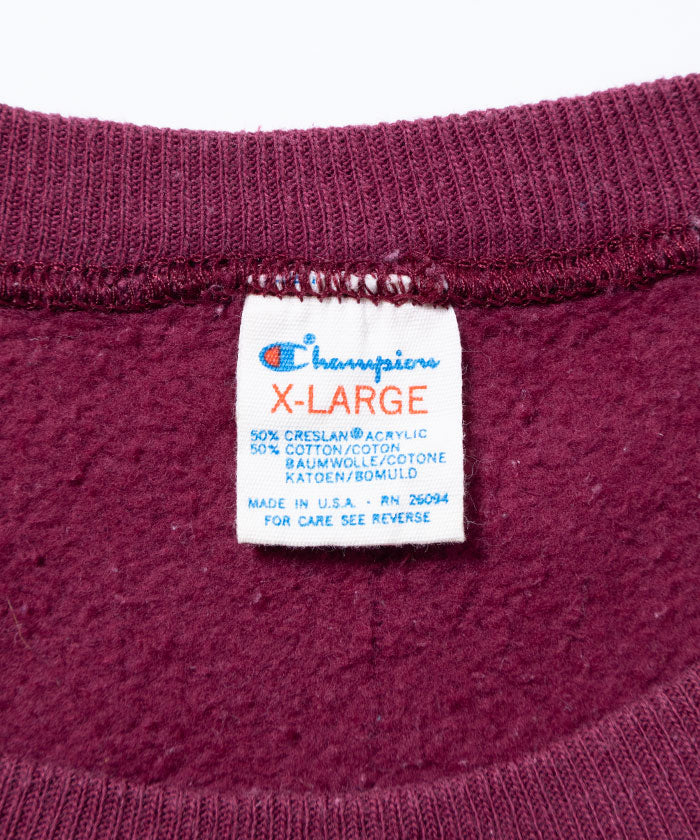 Champion
X-LARGE
50% CRESLAN® ACRYLIC
50% COTTON/COTON
BAUMWOLLE/COTONE
KATOEN/BOMULD
MADE IN U.S.A. - RN 26094
FOR CARE SEE REVERSE